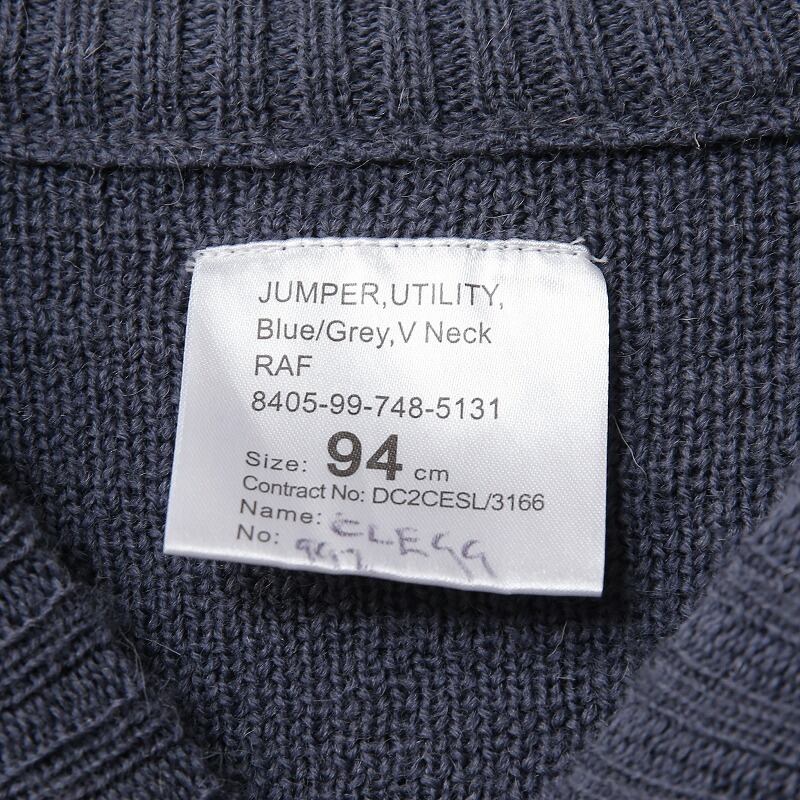 JUMPER,UTILITY,
Blue/Grey,V Neck
RAF
8405-99-748-5131
Size: 94 cm
Contract No: DC2CESL/3166
Name: CLEGG
No: 997